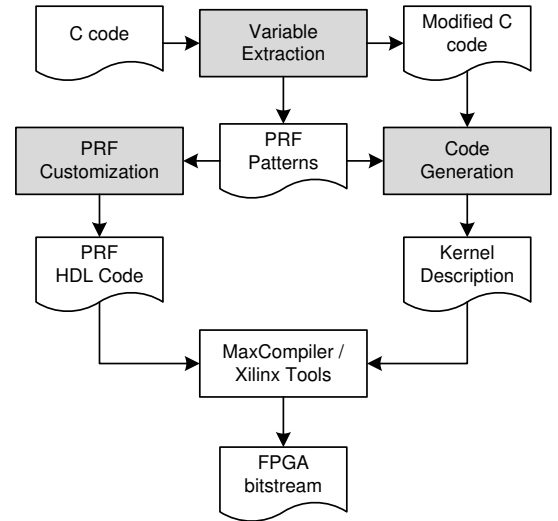 C code
Variable
Extraction
Modified C
code
PRF
Customization
PRF
Patterns
Code
Generation
PRF
HDL Code
Kernel
Description
MaxCompiler /
Xilinx Tools
FPGA
bitstream